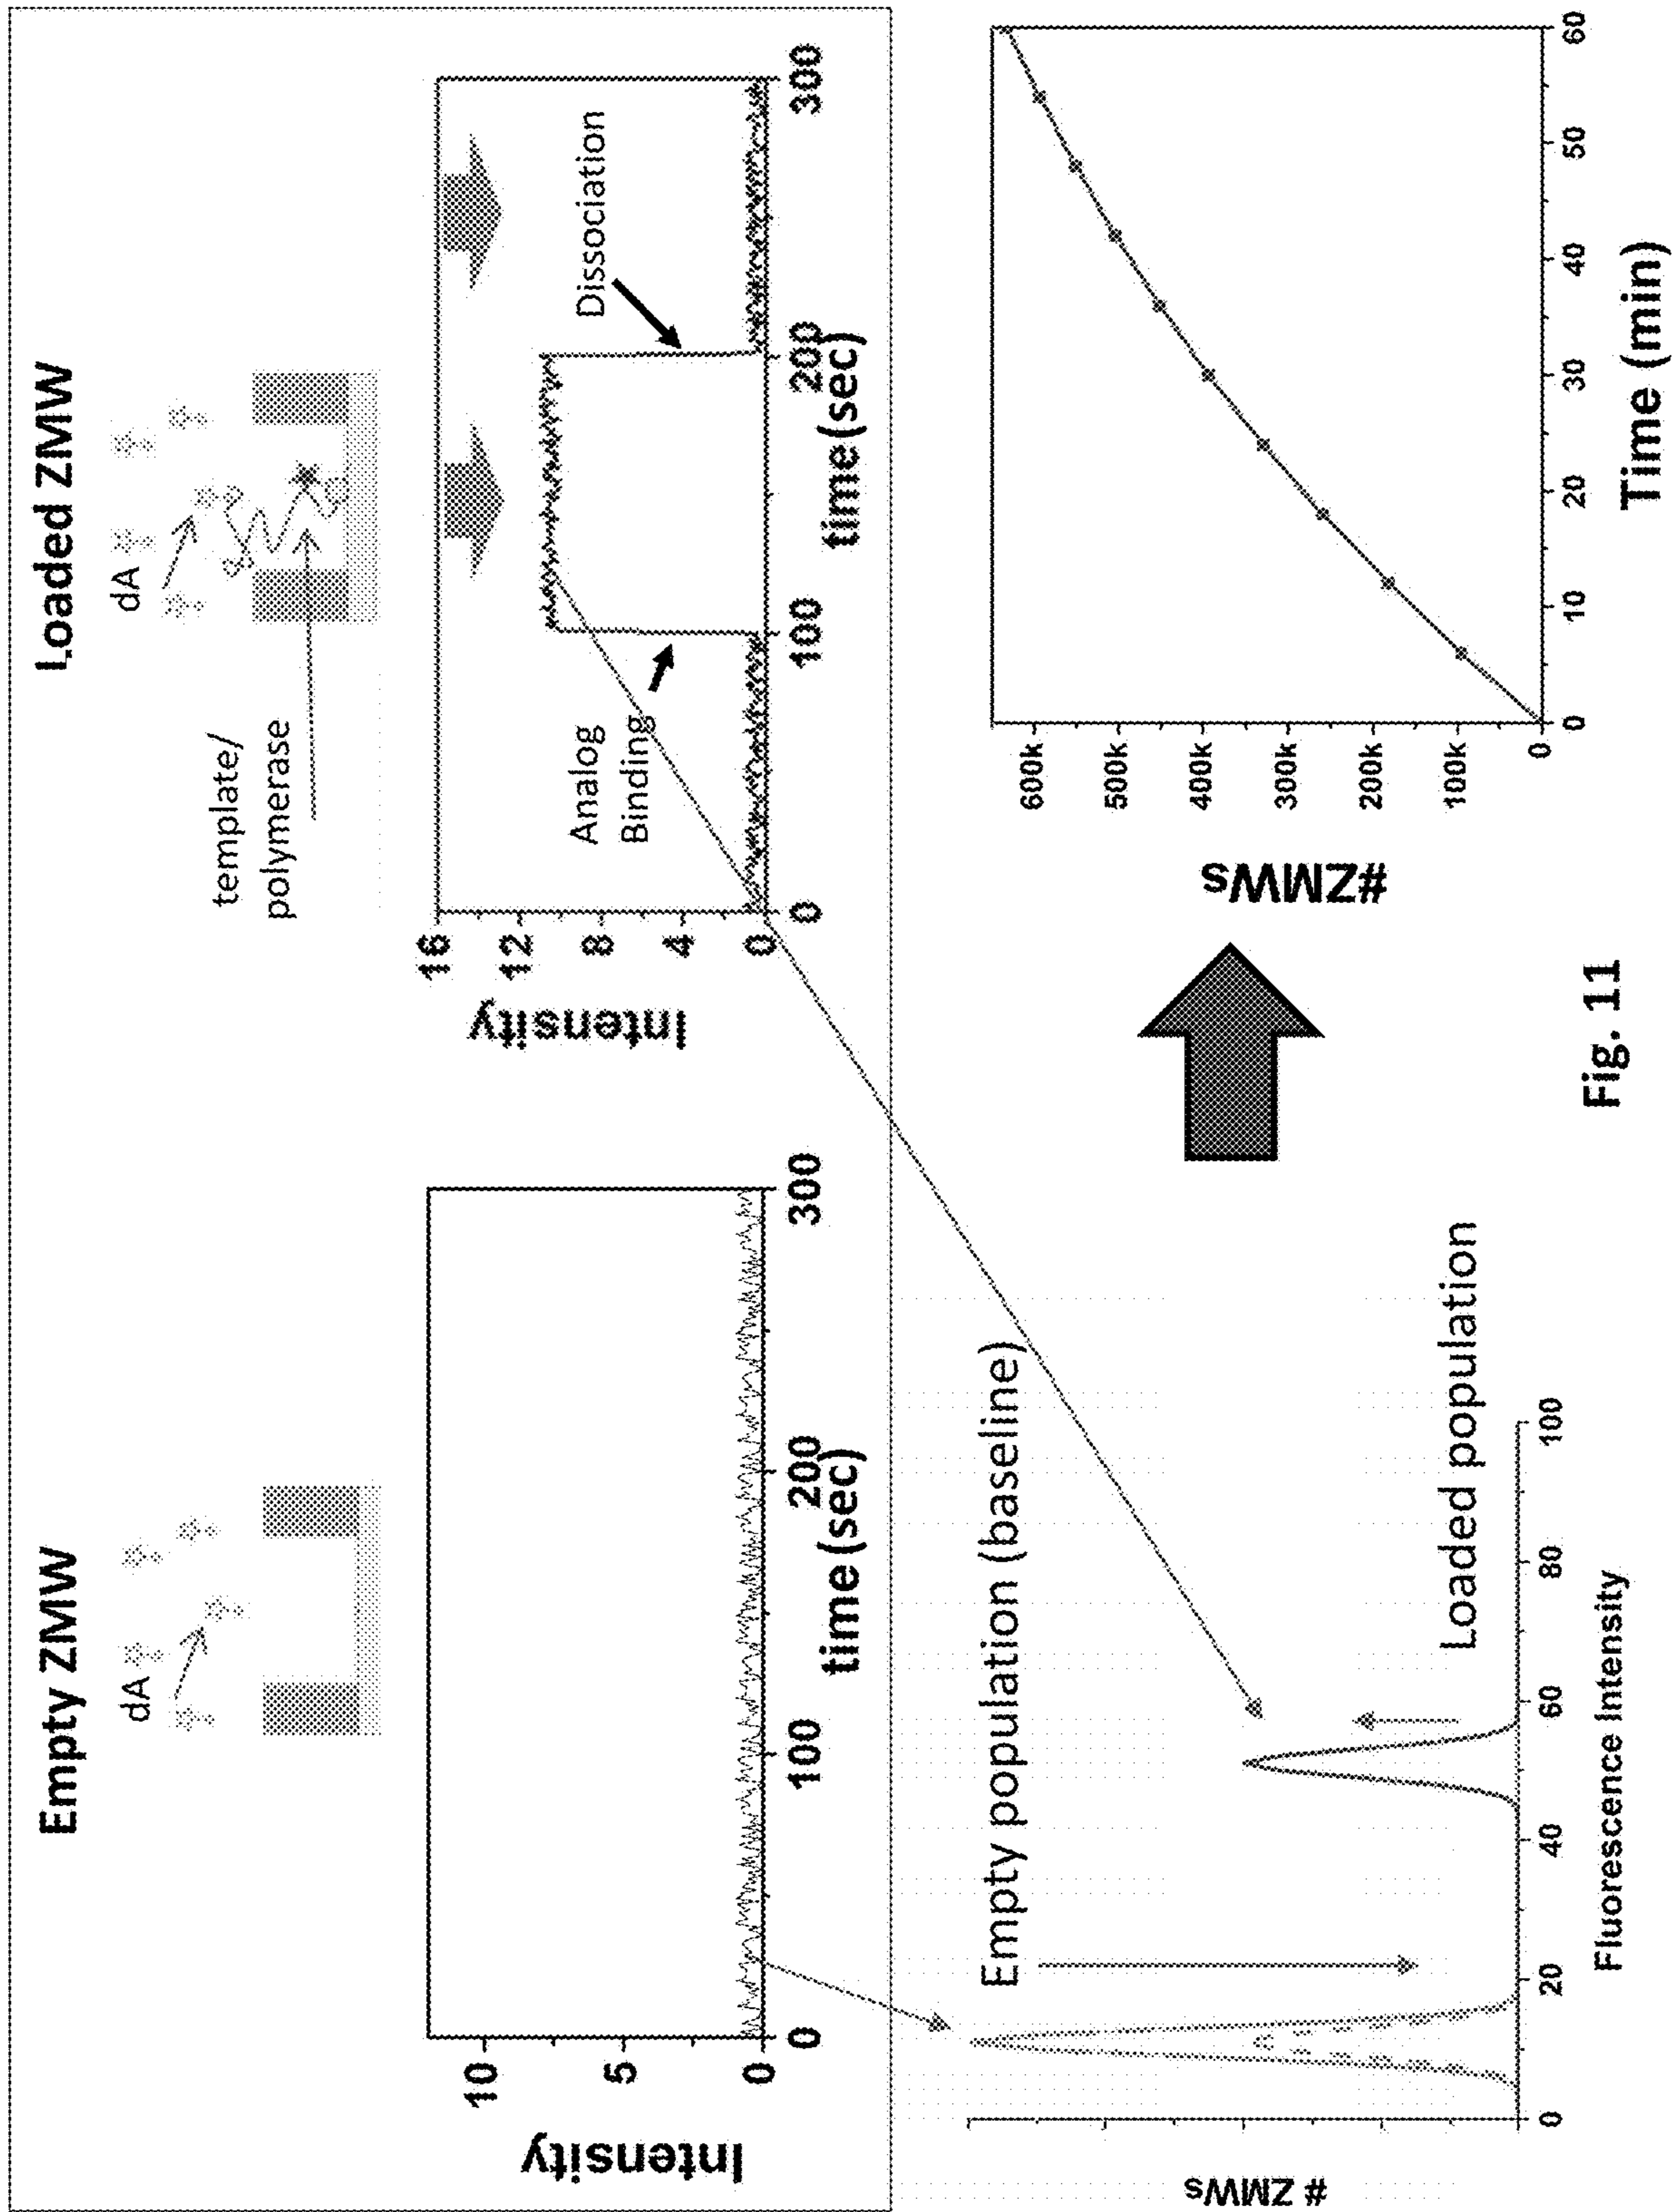 Empty ZMW
dA
Intensity
10
5
0
0
100
200
300
time(sec)
Loaded ZMW
dA
template/
polymerase
Intensity
16
12
8
4
0
Analog
Binding
Dissociation
0
100
200
300
time(sec)
Empty population (baseline)
Loaded population
# ZMWs
0
20
40
60
80
100
Fluorescence Intensity
#ZMWs
600k
500k
400k
300k
200k
100k
0
0
10
20
30
40
50
60
Time (min)
Fig. 11